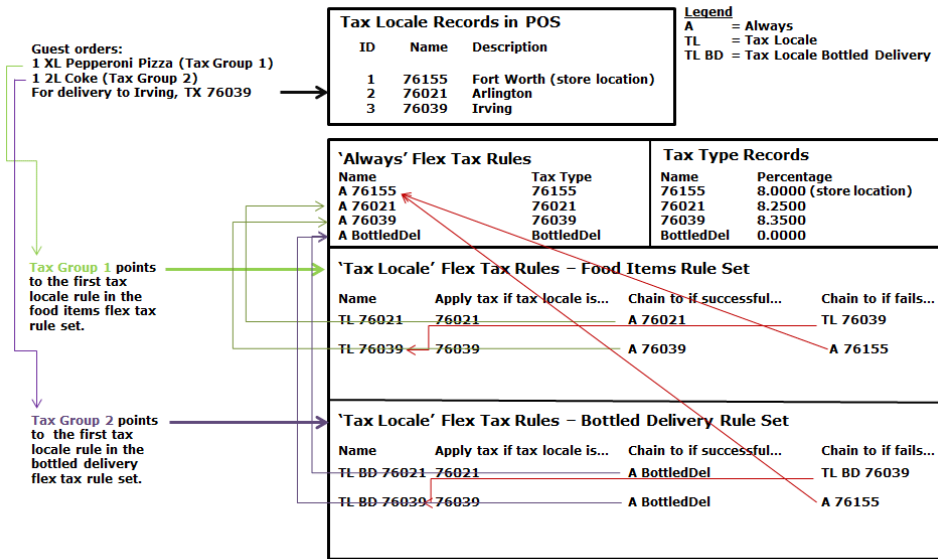 Guest orders:
1 XL Pepperoni Pizza (Tax Group 1)
1 2L Coke (Tax Group 2)
For delivery to Irving, TX 76039
Tax Locale Records in POS
ID Name Description
1 76155 Fort Worth (store location)
2 76021 Arlington
3 76039 Irving
Legend
A = Always
TL = Tax Locale
TL BD = Tax Locale Bottled Delivery
‘Always’ Flex Tax Rules
Name Tax Type
A 76155 76155
A 76021 76021
A 76039 76039
A BottledDel BottledDel
Tax Type Records
Name Percentage
76155 8.0000 (store location)
76021 8.2500
76039 8.3500
BottledDel 0.0000
Tax Group 1 points
to the first tax
locale rule in the
food items flex tax
rule set.
‘Tax Locale’ Flex Tax Rules – Food Items Rule Set
Name Apply tax if tax locale is... Chain to if successful... Chain to if fails...
TL 76021 76021 A 76021 TL 76039
TL 76039 76039 A 76039 A 76155
Tax Group 2 points
to the first tax
locale rule in the
bottled delivery
flex tax rule set.
‘Tax Locale’ Flex Tax Rules – Bottled Delivery Rule Set
Name Apply tax if tax locale is... Chain to if successful... Chain to if fails...
TL BD 76021 76021 A BottledDel TL BD 76039
TL BD 76039 76039 A BottledDel A 76155